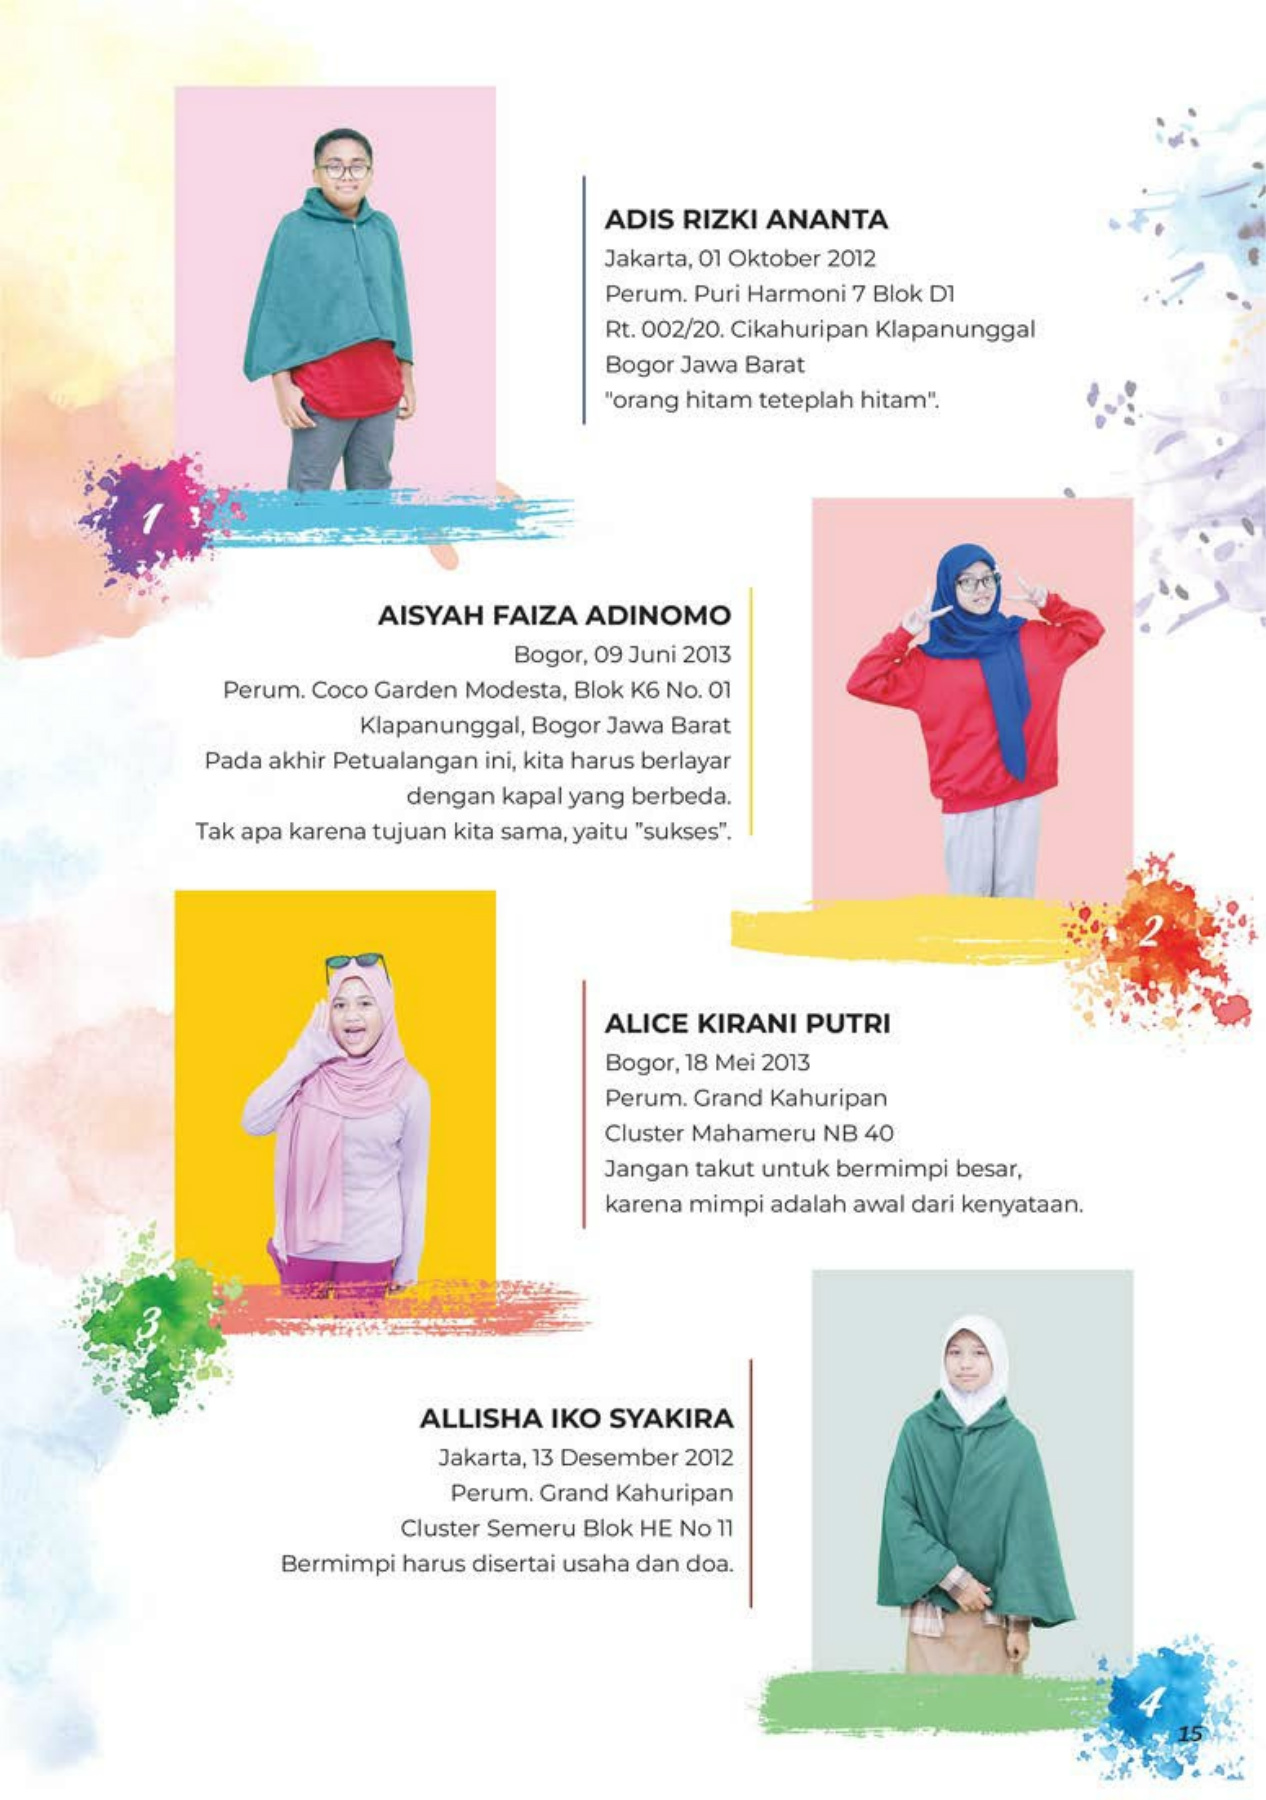 ADIS RIZKI ANANTA
Jakarta, 01 Oktober 2012
Perum. Puri Harmoni 7 Blok D1
Rt. 002/20. Cikahuripan Klapanunggal
Bogor Jawa Barat
"orang hitam teteplah hitam".
1
AISYAH FAIZA ADINOMO
Bogor, 09 Juni 2013
Perum. Coco Garden Modesta, Blok K6 No. 01
Klapanunggal, Bogor Jawa Barat
Pada akhir Petualangan ini, kita harus berlayar
dengan kapal yang berbeda.
Tak apa karena tujuan kita sama, yaitu "sukses".
2
ALICE KIRANI PUTRI
Bogor, 18 Mei 2013
Perum. Grand Kahuripan
Cluster Mahameru NB 40
Jangan takut untuk bermimpi besar,
karena mimpi adalah awal dari kenyataan.
3
ALLISHA IKO SYAKIRA
Jakarta, 13 Desember 2012
Perum. Grand Kahuripan
Cluster Semeru Blok HE No 11
Bermimpi harus disertai usaha dan doa.
4
15